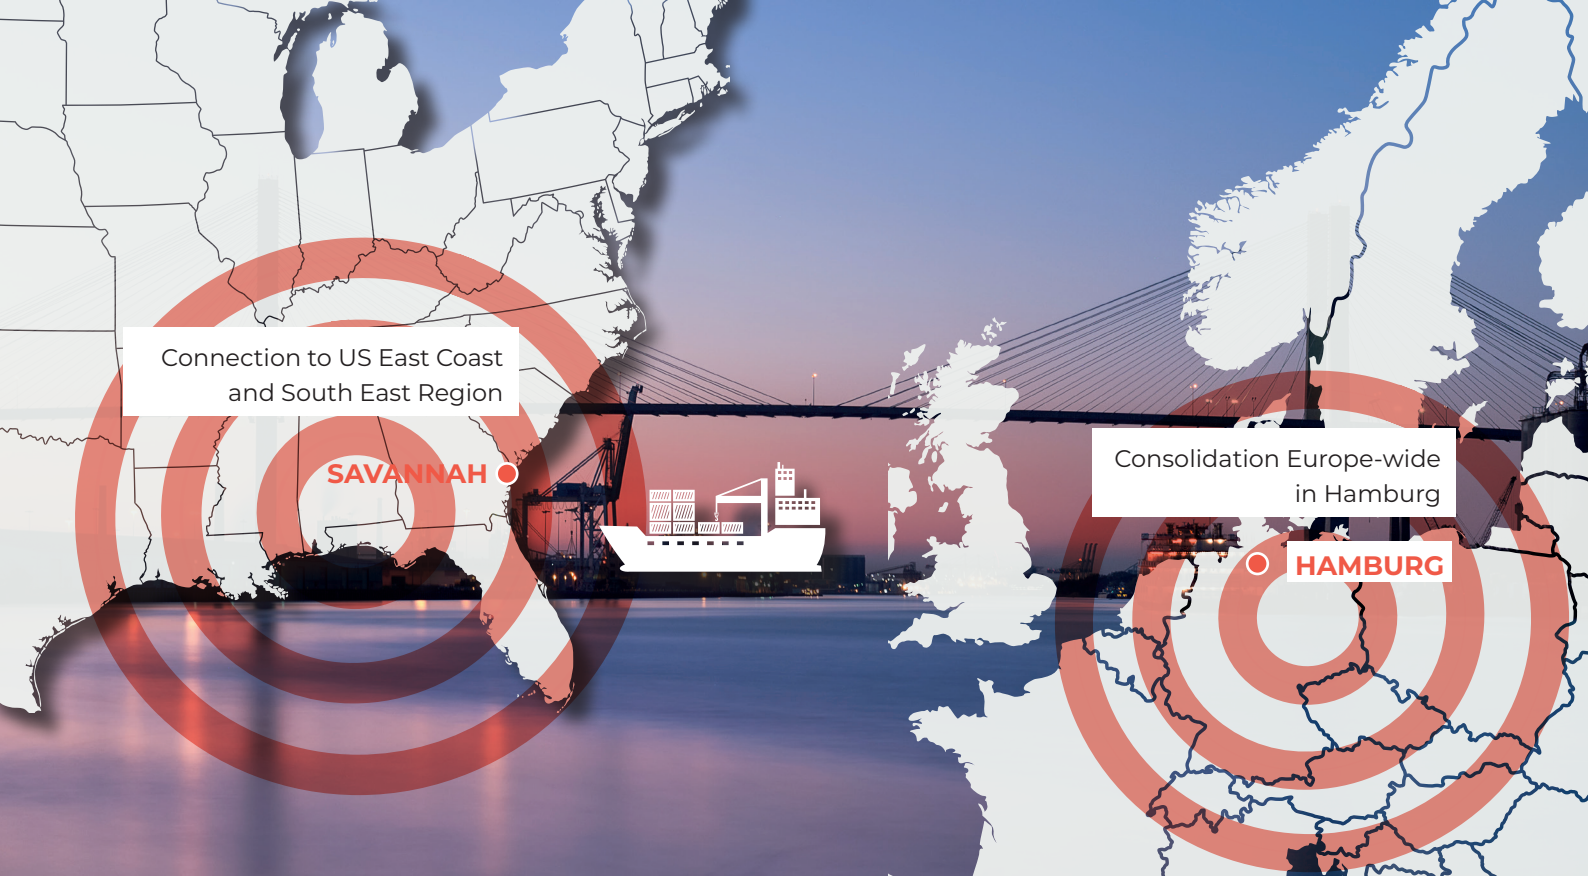 Connection to US East Coast
and South East Region
SAVANNAH
Consolidation Europe-wide
in Hamburg
HAMBURG